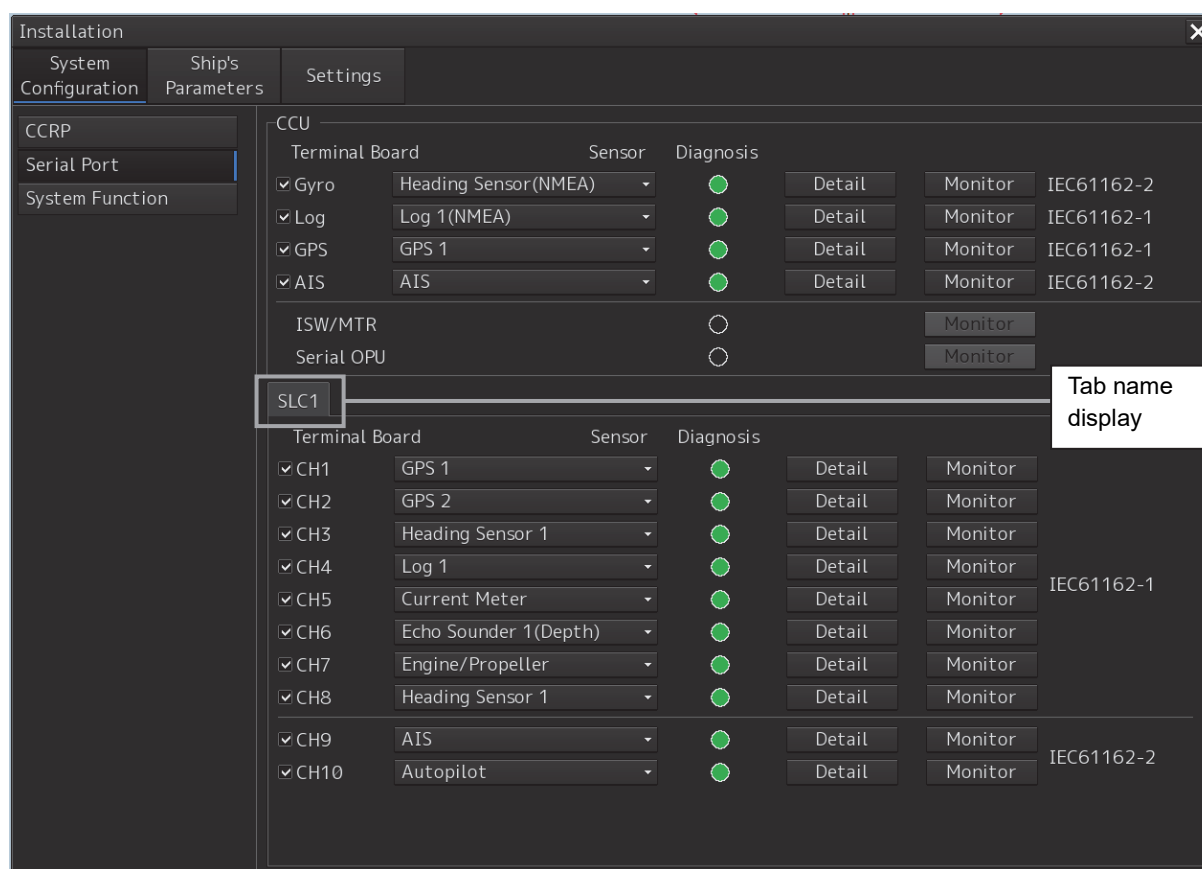 Installation
System Configuration
Ship's Parameters
Settings
CCRP
Serial Port
System Function
CCU
Terminal Board Sensor Diagnosis
Gyro Heading Sensor(NMEA) Detail Monitor IEC61162-2
Log Log 1(NMEA) Detail Monitor IEC61162-1
GPS GPS 1 Detail Monitor IEC61162-1
AIS AIS Detail Monitor IEC61162-2
ISW/MTR Monitor
Serial OPU Monitor
SLC1
Tab name
display
Terminal Board Sensor Diagnosis
CH1 GPS 1 Detail Monitor
CH2 GPS 2 Detail Monitor
CH3 Heading Sensor 1 Detail Monitor
CH4 Log 1 Detail Monitor
IEC61162-1
CH5 Current Meter Detail Monitor
CH6 Echo Sounder 1(Depth) Detail Monitor
CH7 Engine/Propeller Detail Monitor
CH8 Heading Sensor 1 Detail Monitor
CH9 AIS Detail Monitor
IEC61162-2
CH10 Autopilot Detail Monitor